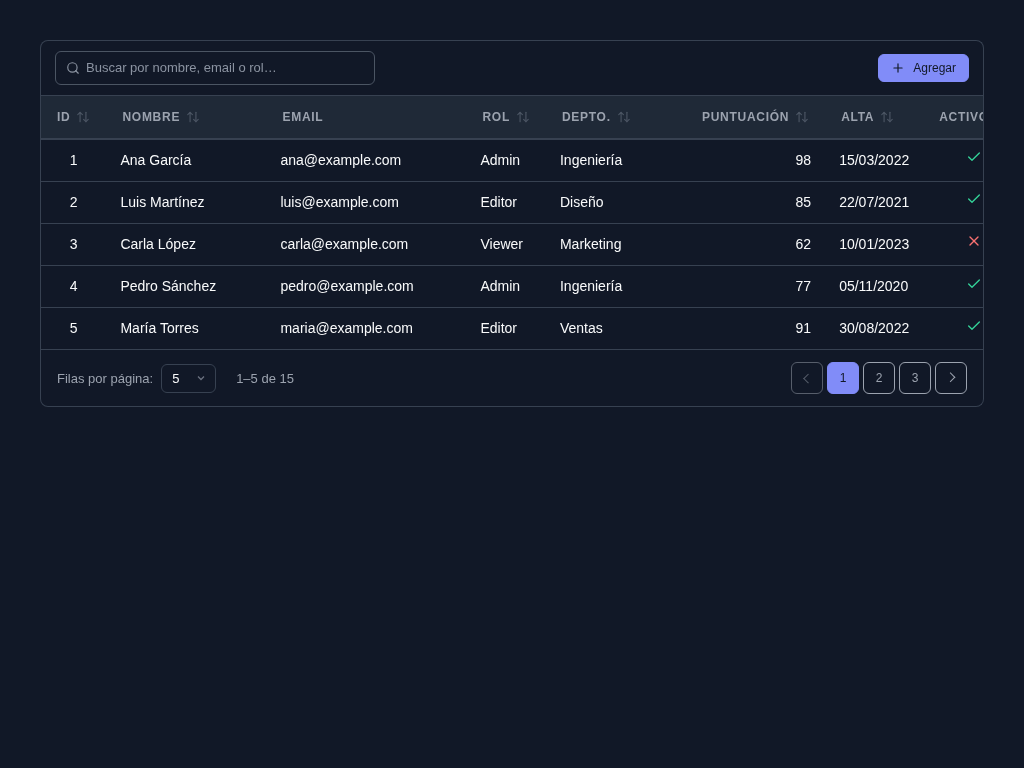 Buscar por nombre, email o rol…
Agregar
ID NOMBRE EMAIL ROL DEPTO. PUNTUACIÓN ALTA ACTIVO
1 Ana García ana@example.com Admin Ingeniería 98 15/03/2022
2 Luis Martínez luis@example.com Editor Diseño 85 22/07/2021
3 Carla López carla@example.com Viewer Marketing 62 10/01/2023
4 Pedro Sánchez pedro@example.com Admin Ingeniería 77 05/11/2020
5 María Torres maria@example.com Editor Ventas 91 30/08/2022
Filas por página: 5 1–5 de 15 1 2 3